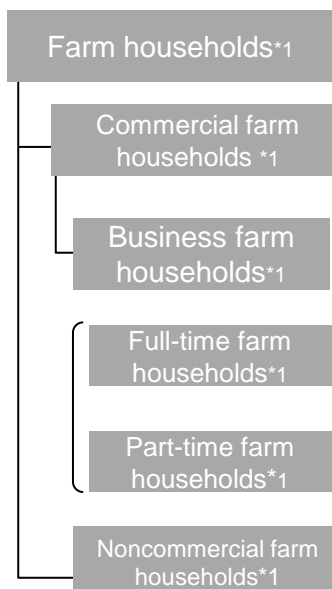 Farm households*1
Commercial farm
households *1
Business farm
households*1
Full-time farm
households*1
Part-time farm
households*1
Noncommercial farm
households*1